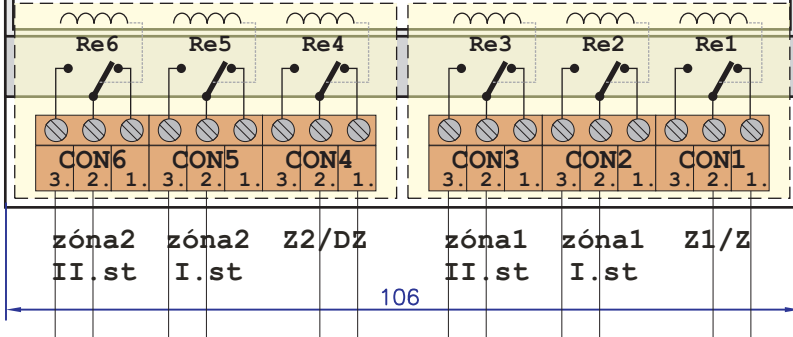 Re6 Re5 Re4 Re3 Re2 Re1
CON6 CON5 CON4 CON3 CON2 CON1
3. 2. 1. 3. 2. 1. 3. 2. 1. 3. 2. 1. 3. 2. 1. 3. 2. 1.
zóna2 zóna2 Z2/DZ zóna1 zóna1 Z1/Z
II.st I.st II.st I.st
106